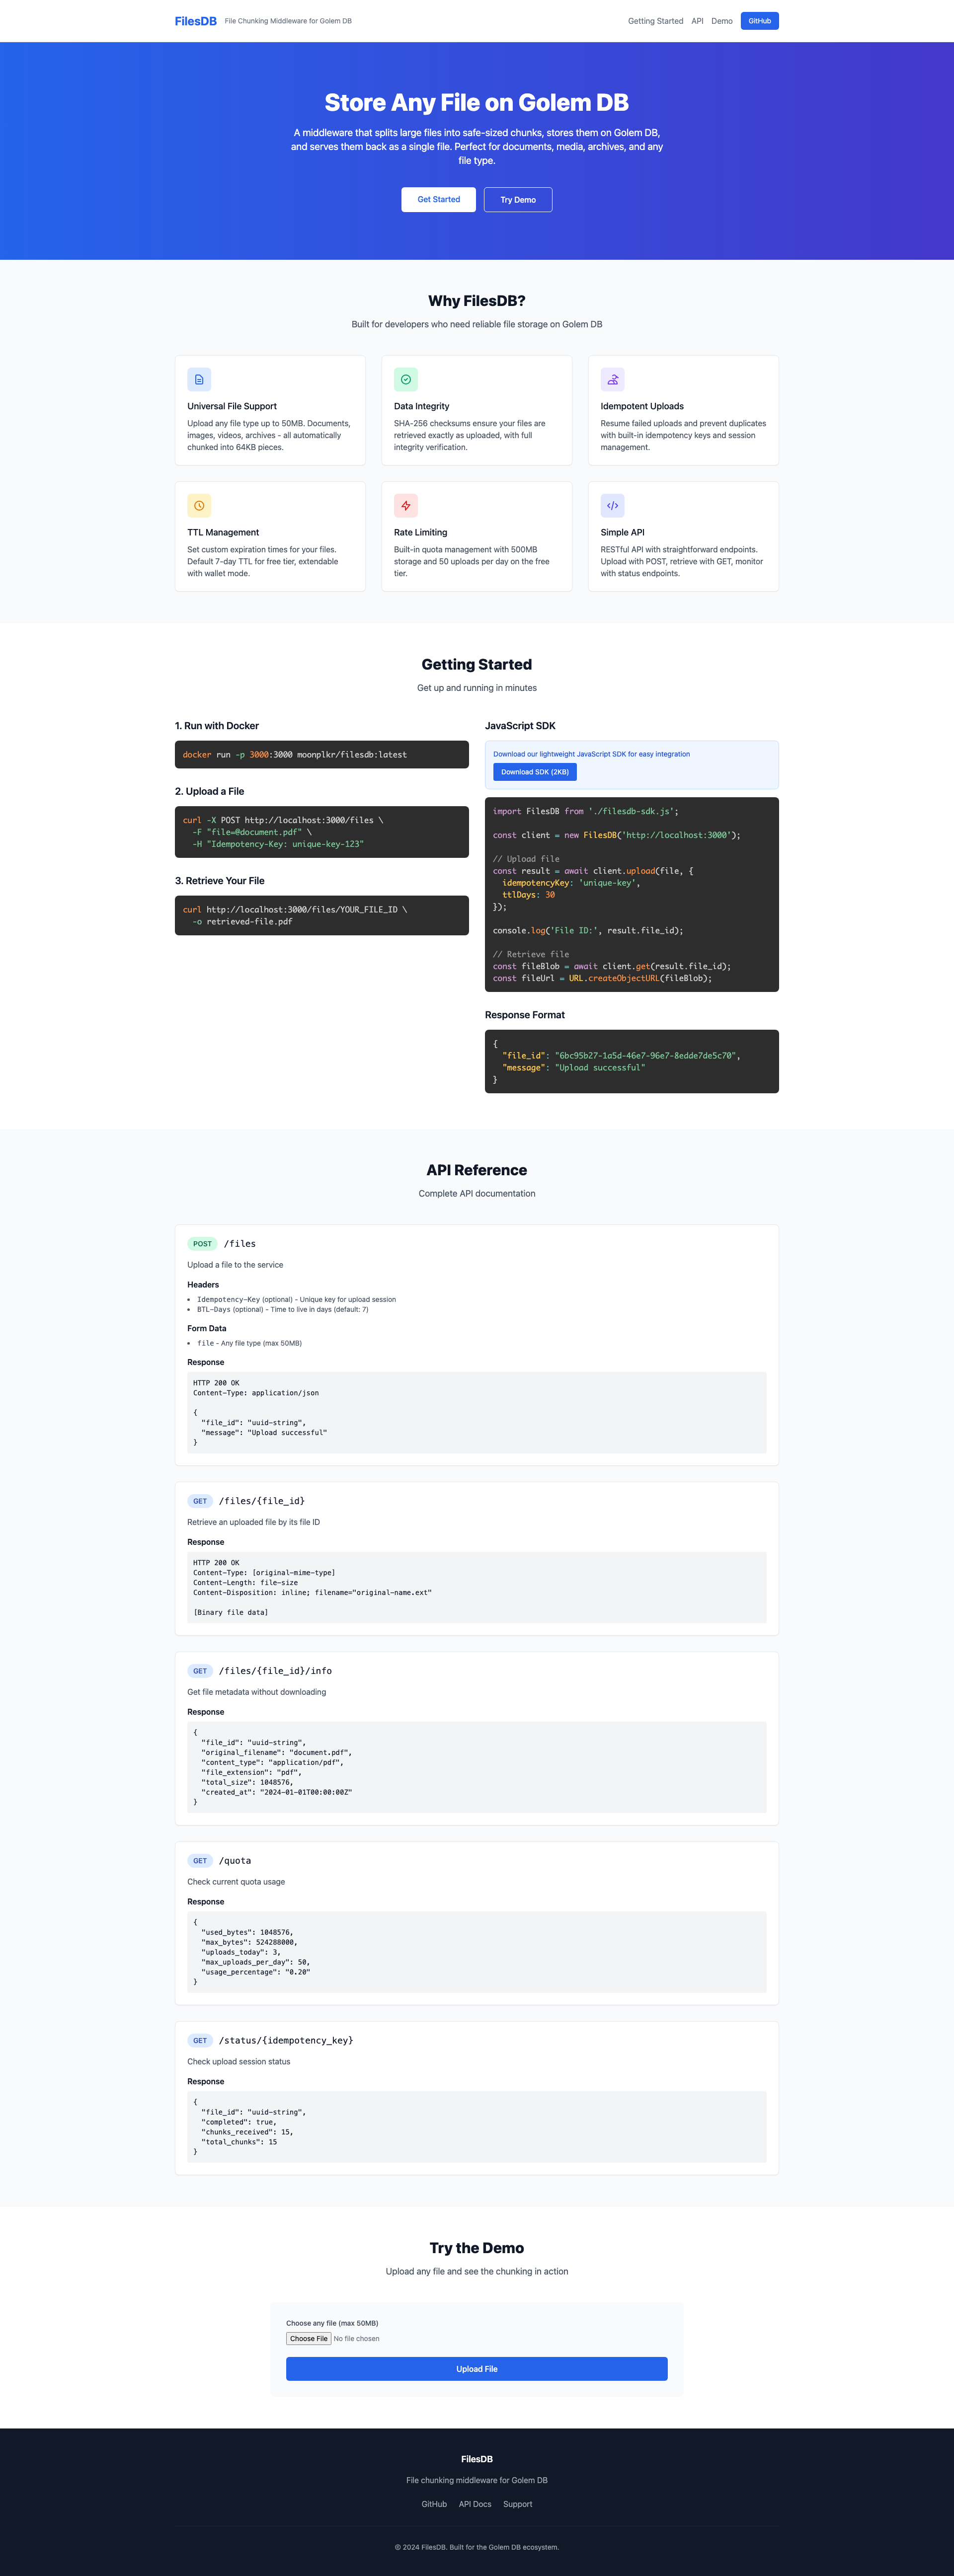 FilesDB
File Chunking Middleware for Golem DB
Getting Started
API
Demo
GitHub
Store Any File on Golem DB
A middleware that splits large files into safe-sized chunks, stores them on Golem DB,
and serves them back as a single file. Perfect for documents, media, archives, and any
file type.
Get Started
Try Demo
Why FilesDB?
Built for developers who need reliable file storage on Golem DB
Universal File Support
Upload any file type up to 50MB. Documents,
images, videos, archives - all automatically
chunked into 64KB pieces.
Data Integrity
SHA-256 checksums ensure your files are
retrieved exactly as uploaded, with full
integrity verification.
Idempotent Uploads
Resume failed uploads and prevent duplicates
with built-in idempotency keys and session
management.
TTL Management
Set custom expiration times for your files.
Default 7-day TTL for free tier, extendable
with wallet mode.
Rate Limiting
Built-in quota management with 500MB
storage and 50 uploads per day on the free
tier.
Simple API
RESTful API with straightforward endpoints.
Upload with POST, retrieve with GET, monitor
with status endpoints.
Getting Started
Get up and running in minutes
1. Run with Docker
docker run -p 3000:3000 moonplkr/filesdb:latest
2. Upload a File
curl -X POST http://localhost:3000/files \
-F "file=@document.pdf" \
-H "Idempotency-Key: unique-key-123"
3. Retrieve Your File
curl http://localhost:3000/files/YOUR_FILE_ID \
-o retrieved-file.pdf
JavaScript SDK
Download our lightweight JavaScript SDK for easy integration
Download SDK (2KB)
import FilesDB from './filesdb-sdk.js';
const client = new FilesDB('http://localhost:3000');
// Upload file
const result = await client.upload(file, {
idempotencyKey: 'unique-key',
ttlDays: 30
});
console.log('File ID:', result.file_id);
// Retrieve file
const fileBlob = await client.get(result.file_id);
const fileUrl = URL.createObjectURL(fileBlob);
Response Format
{
"file_id": "6bc95b27-1a5d-46e7-96e7-8edde7de5c70",
"message": "Upload successful"
}
API Reference
Complete API documentation
POST /files
Upload a file to the service
Headers
• Idempotency-Key (optional) - Unique key for upload session
• BTL-Days (optional) - Time to live in days (default: 7)
Form Data
• file - Any file type (max 50MB)
Response
HTTP 200 OK
Content-Type: application/json
{
"file_id": "uuid-string",
"message": "Upload successful"
}
GET /files/{file_id}
Retrieve an uploaded file by its file ID
Response
HTTP 200 OK
Content-Type: [original-mime-type]
Content-Length: file-size
Content-Disposition: inline; filename="original-name.ext"
[Binary file data]
GET /files/{file_id}/info
Get file metadata without downloading
Response
{
"file_id": "uuid-string",
"original_filename": "document.pdf",
"content_type": "application/pdf",
"file_extension": "pdf",
"total_size": 1048576,
"created_at": "2024-01-01T00:00:00Z"
}
GET /quota
Check current quota usage
Response
{
"used_bytes": 1048576,
"max_bytes": 524288000,
"uploads_today": 3,
"max_uploads_per_day": 50,
"usage_percentage": "0.20"
}
GET /status/{idempotency_key}
Check upload session status
Response
{
"file_id": "uuid-string",
"completed": true,
"chunks_received": 15,
"total_chunks": 15
}
Try the Demo
Upload any file and see the chunking in action
Choose any file (max 50MB)
Choose File No file chosen
Upload File
FilesDB
File chunking middleware for Golem DB
GitHub
API Docs
Support
© 2024 FilesDB. Built for the Golem DB ecosystem.